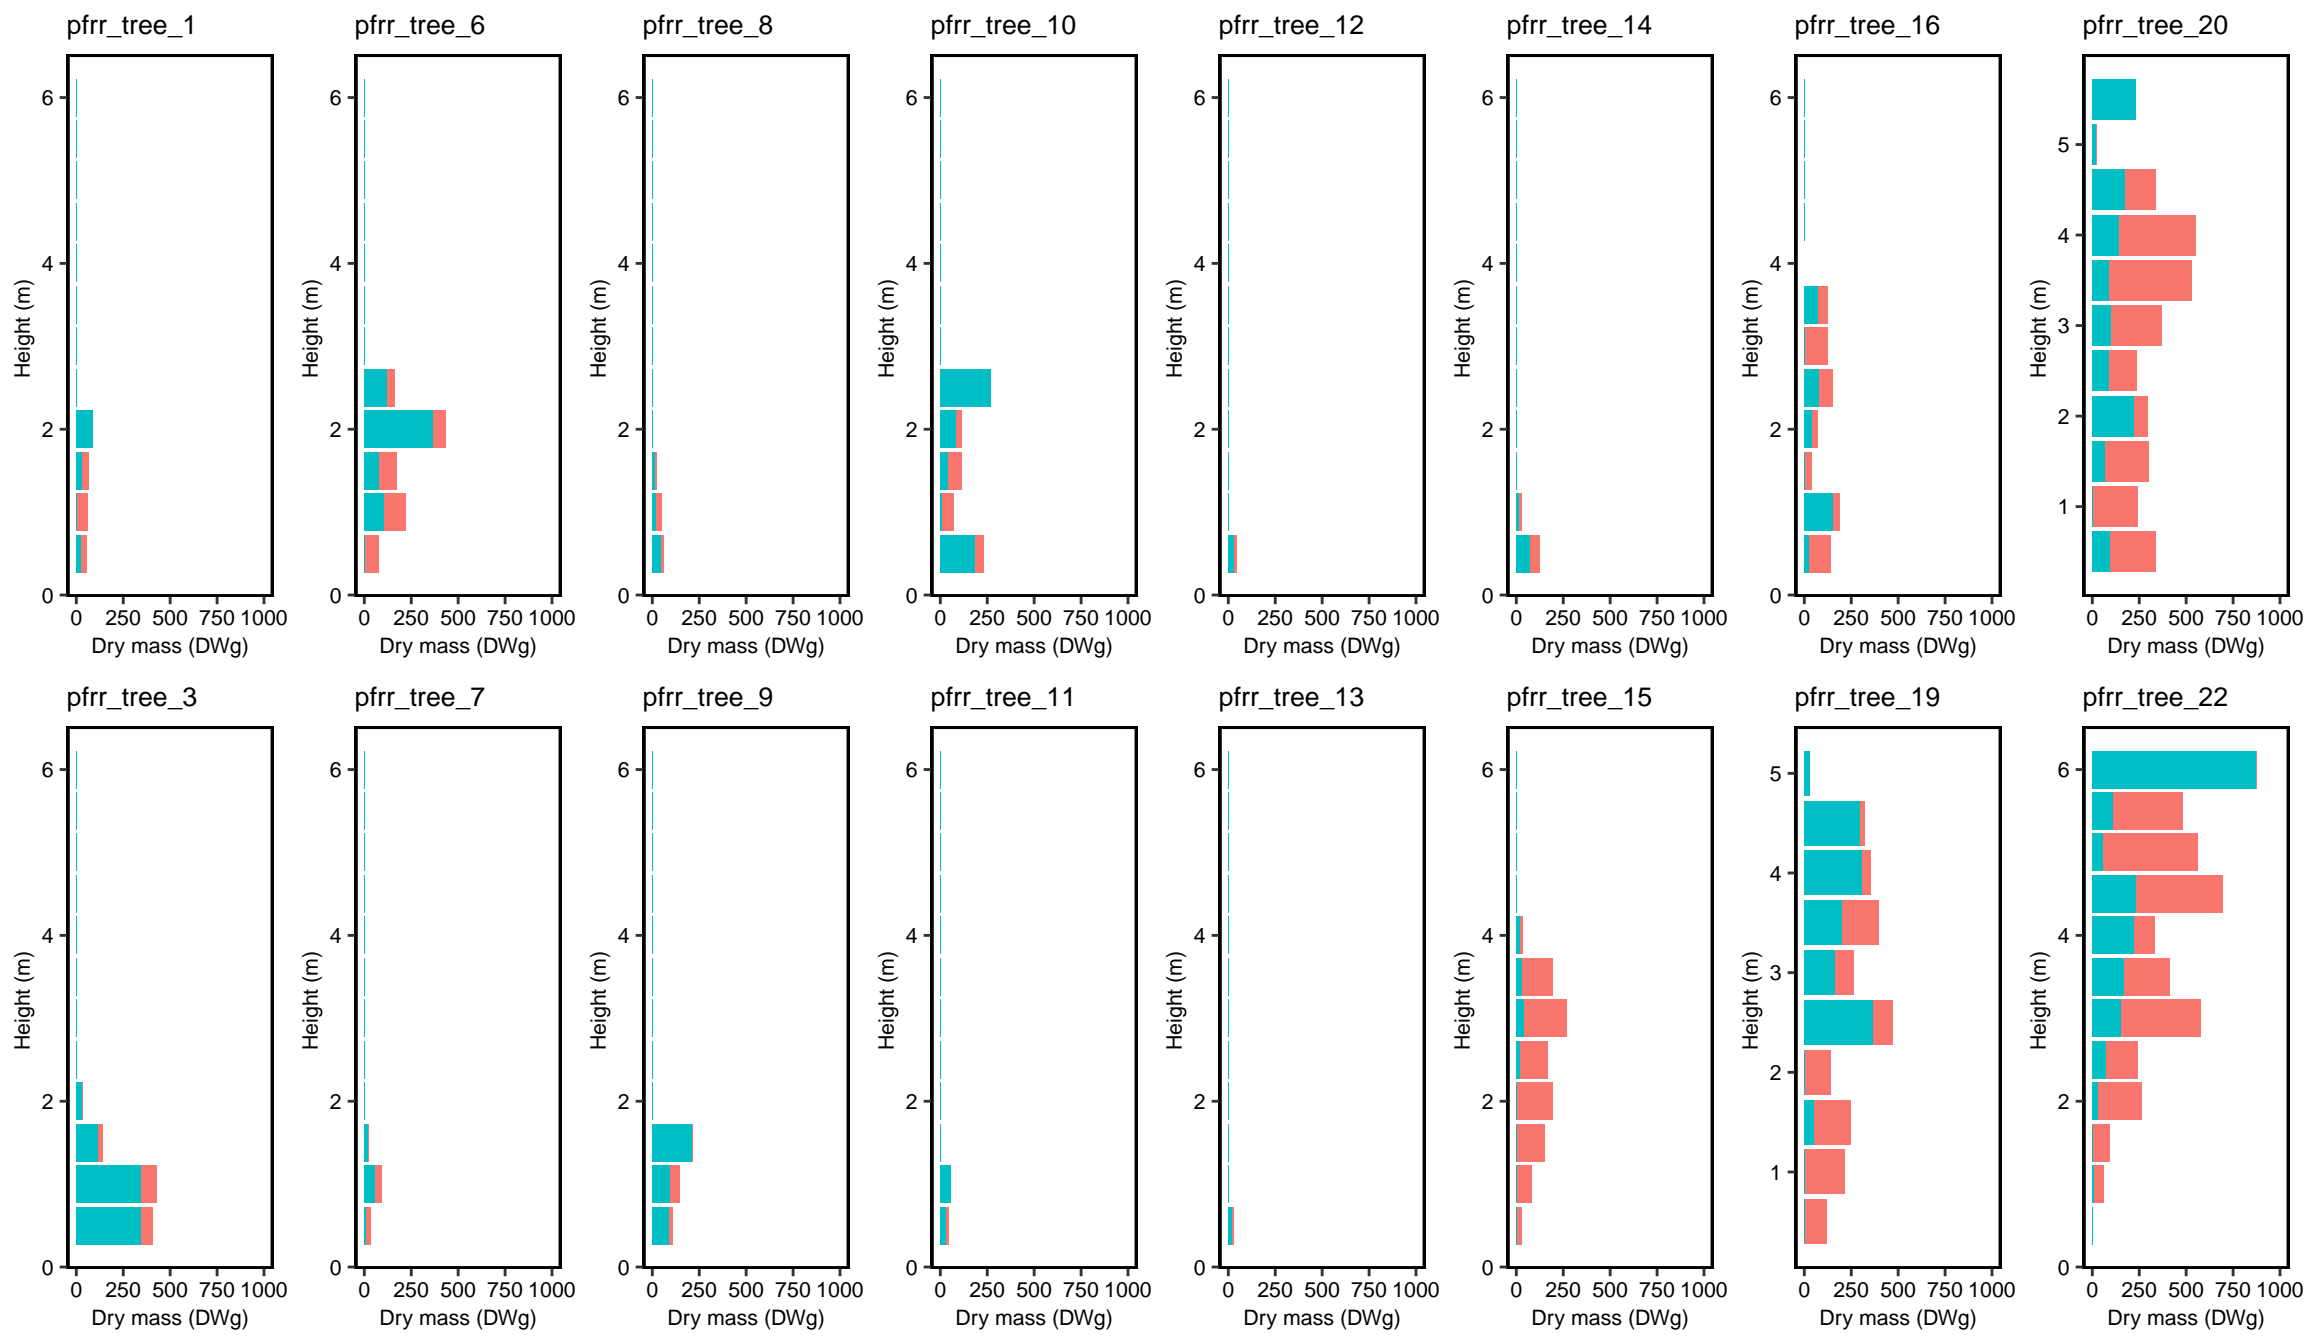 pfrr_tree_1 pfrr_tree_6 pfrr_tree_8 pfrr_tree_10 pfrr_tree_12 pfrr_tree_14 pfrr_tree_16 pfrr_tree_20
Height (m) 6 4 2 0
Height (m) 6 4 2 0
Height (m) 6 4 2 0
Height (m) 6 4 2 0
Height (m) 6 4 2 0
Height (m) 6 4 2 0
Height (m) 6 4 2 0
Height (m) 5 4 3 2 1
0 250 500 750 1000 0 250 500 750 1000 0 250 500 750 1000 0 250 500 750 1000 0 250 500 750 1000 0 250 500 750 1000 0 250 500 750 1000 0 250 500 750 1000
Dry mass (DWg) Dry mass (DWg) Dry mass (DWg) Dry mass (DWg) Dry mass (DWg) Dry mass (DWg) Dry mass (DWg) Dry mass (DWg)
pfrr_tree_3 pfrr_tree_7 pfrr_tree_9 pfrr_tree_11 pfrr_tree_13 pfrr_tree_15 pfrr_tree_19 pfrr_tree_22
Height (m) 6 4 2 0
Height (m) 6 4 2 0
Height (m) 6 4 2 0
Height (m) 6 4 2 0
Height (m) 6 4 2 0
Height (m) 6 4 2 0
Height (m) 5 4 3 2 1
Height (m) 6 4 2 0
0 250 500 750 1000 0 250 500 750 1000 0 250 500 750 1000 0 250 500 750 1000 0 250 500 750 1000 0 250 500 750 1000 0 250 500 750 1000 0 250 500 750 1000
Dry mass (DWg) Dry mass (DWg) Dry mass (DWg) Dry mass (DWg) Dry mass (DWg) Dry mass (DWg) Dry mass (DWg) Dry mass (DWg)